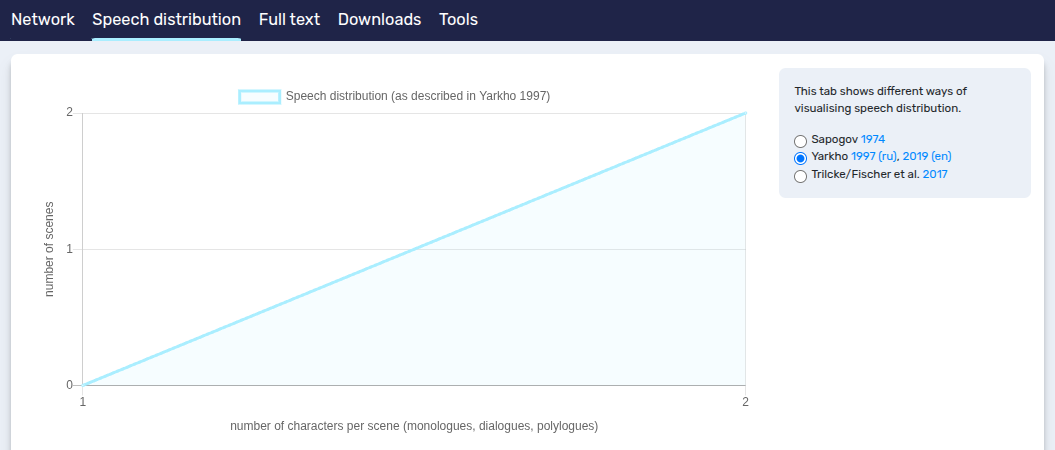 Network Speech distribution Full text Downloads Tools
Speech distribution (as described in Yarkho 1997)
2
1
0
number of scenes
1 2
number of characters per scene (monologues, dialogues, polylogues)
This tab shows different ways of
visualising speech distribution.
Sapogov 1974
Yarkho 1997 (ru), 2019 (en)
Trilcke/Fischer et al. 2017